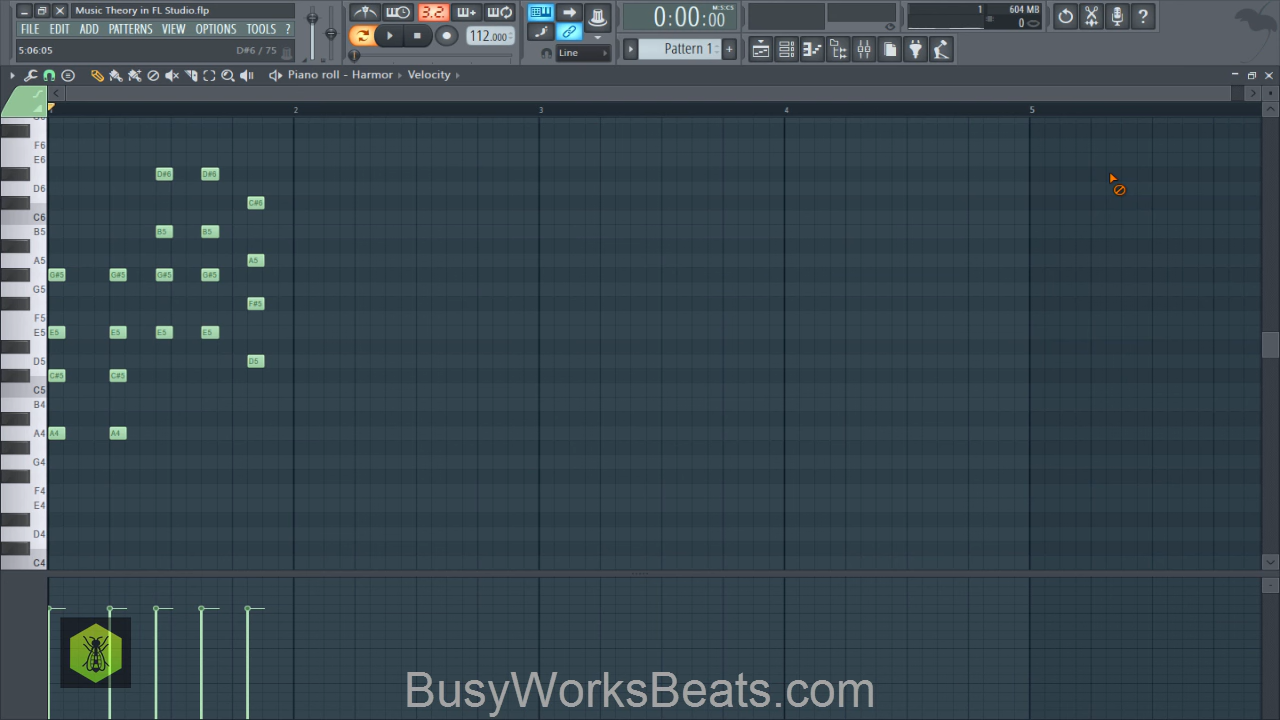 Music Theory in FL Studio.flp
FILE EDIT ADD PATTERNS VIEW OPTIONS TOOLS ?
5:06:05 D#6 / 75
3.2
112.000
Line
0:00:00
M:S:CS
Pattern 1
1
604 MB
0
Piano roll - Harmor Velocity
2 3 4 5
F6
E6
D#6 D#6
D6
C#6
C6
B5 B5 B5
A5 A5
G#5 G#5 G#5 G#5
G5
F#5
F5
E5 E5 E5 E5 E5
D5 D5
C#5 C#5
C5
B4
A4 A4 A4
G4
F4
E4
D4
C4
BusyWorksBeats.com